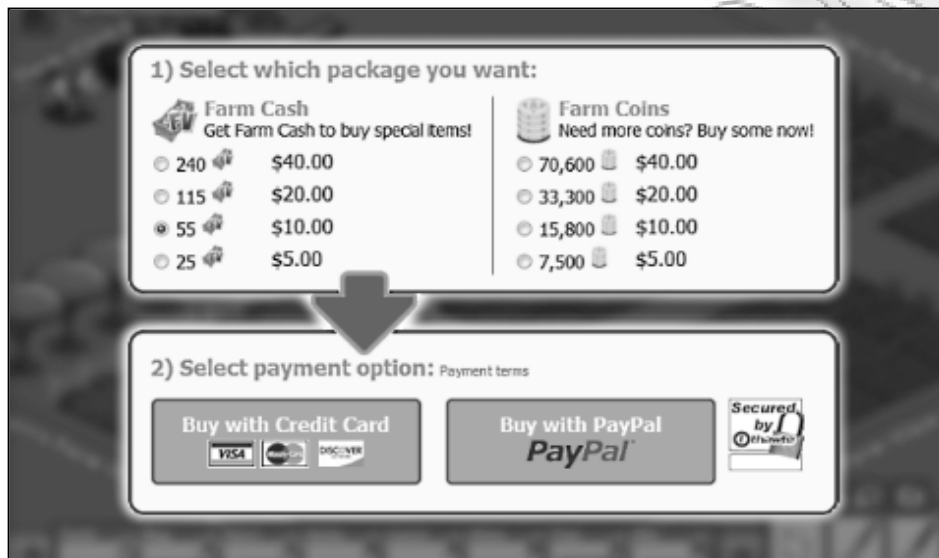 1) Select which package you want:
Farm Cash
Get Farm Cash to buy special items!
240 $40.00
115 $20.00
55 $10.00
25 $5.00
Farm Coins
Need more coins? Buy some now!
70,600 $40.00
33,300 $20.00
15,800 $10.00
7,500 $5.00
2) Select payment option: Payment terms
Buy with Credit Card
VISA MasterCard DISCOVER
Buy with PayPal
PayPal
Secured
by
thawte